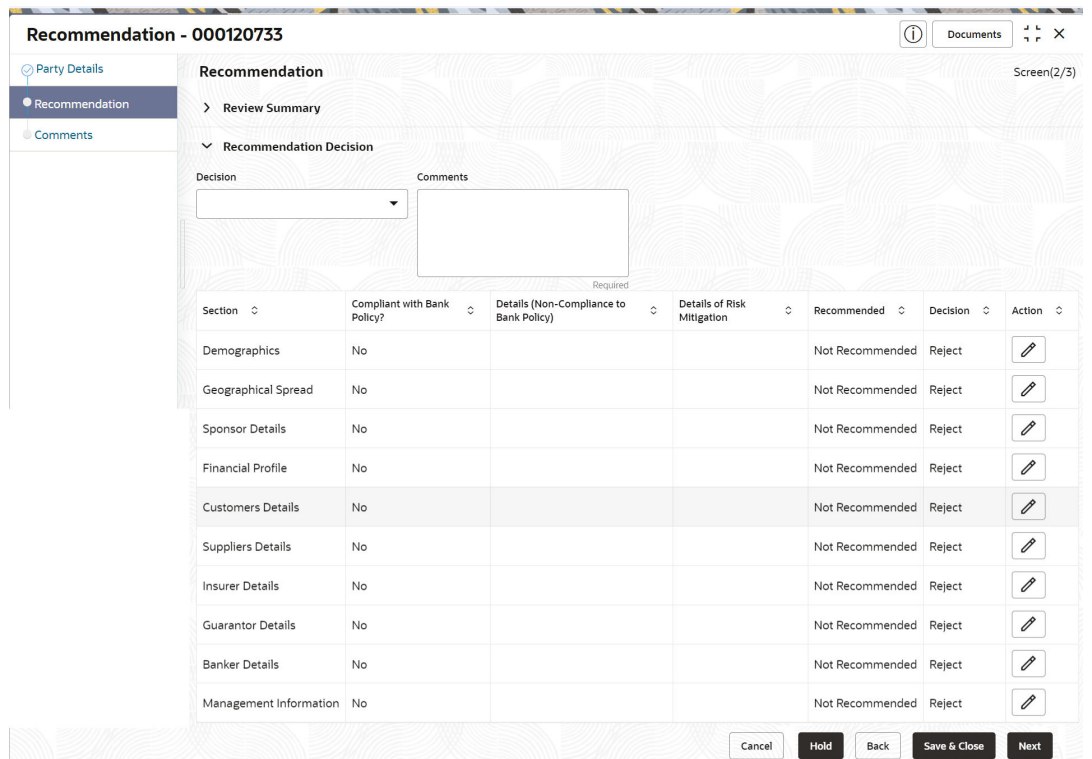 Recommendation - 000120733
Documents
Party Details
Recommendation
Comments
Recommendation
Screen(2/3)
Review Summary
Recommendation Decision
Decision
Comments
Required
Section
Compliant with Bank Policy?
Details (Non-Compliance to Bank Policy)
Details of Risk Mitigation
Recommended
Decision
Action
Demographics No Not Recommended Reject
Geographical Spread No Not Recommended Reject
Sponsor Details No Not Recommended Reject
Financial Profile No Not Recommended Reject
Customers Details No Not Recommended Reject
Suppliers Details No Not Recommended Reject
Insurer Details No Not Recommended Reject
Guarantor Details No Not Recommended Reject
Banker Details No Not Recommended Reject
Management Information No Not Recommended Reject
Cancel Hold Back Save & Close Next